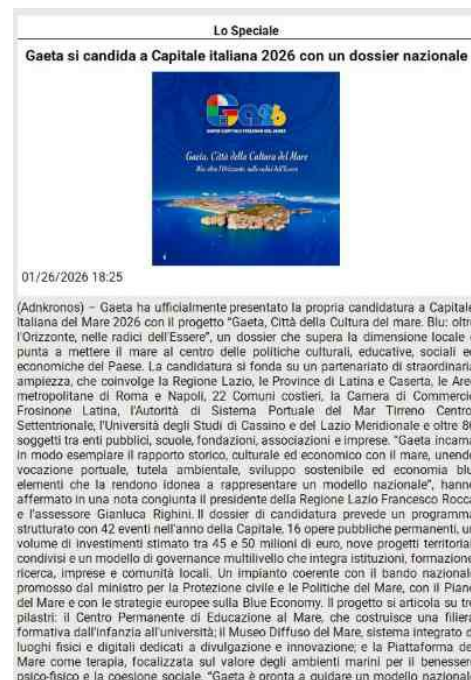 Lo Speciale
Gaeta si candida a Capitale italiana 2026 con un dossier nazionale
Gaeta, Città della Cultura del Mare
Blu: oltre l'Orizzonte, nelle radici dell'Essere
01/26/2026 18:25
(Adnkronos) – Gaeta ha ufficialmente presentato la propria candidatura a Capitale
Italiana del Mare 2026 con il progetto "Gaeta, Città della Cultura del mare. Blu: oltre
l'Orizzonte, nelle radici dell'Essere", un dossier che supera la dimensione locale
punta a mettere il mare al centro delle politiche culturali, educative, sociali ed
economiche del Paese. La candidatura si fonda su un partenariato di straordinaria
ampiezza, che coinvolge la Regione Lazio, le Province di Latina e Caserta, le Aree
metropolitane di Roma e Napoli, 22 Comuni costieri, la Camera di Commercio
Frosinone Latina, l'Autorità di Sistema Portuale del Mar Tirreno Centro
Settentrionale, l'Università degli Studi di Cassino e del Lazio Meridionale e oltre 80
soggetti tra enti pubblici, scuole, fondazioni, associazioni e imprese. "Gaeta incarna
in modo esemplare il rapporto storico, culturale ed economico con il mare, unendo
vocazione portuale, tutela ambientale, sviluppo sostenibile ed economia blu
elementi che la rendono idonea a rappresentare un modello nazionale", hanno
affermato in una nota congiunta il presidente della Regione Lazio Francesco Rocca
e l'assessore Gianluca Righini. Il dossier di candidatura prevede un programma
strutturato con 42 eventi nell'anno della Capitale, 16 opere pubbliche permanenti, un
volume di investimenti stimato tra 45 e 50 milioni di euro, nove progetti territoriali
condivisi e un modello di governance multilivello che integra istituzioni, formazione
ricerca, imprese e comunità locali. Un impianto coerente con il bando nazionale
promosso dal ministro per la Protezione civile e le Politiche del Mare, con il Piano
del Mare e con le strategie europee sulla Blue Economy. Il progetto si articola su tre
pilastri: il Centro Permanente di Educazione al Mare, che costruisce una filiera
formativa dall'infanzia all'università; il Museo Diffuso del Mare, sistema integrato di
luoghi fisici e digitali dedicati a divulgazione e innovazione; e la Piattaforma del
Mare come terapia, focalizzata sul valore degli ambienti marini per il benessere
psico-fisico e la coesione sociale. "Gaeta è pronta a guidare un modello nazionale